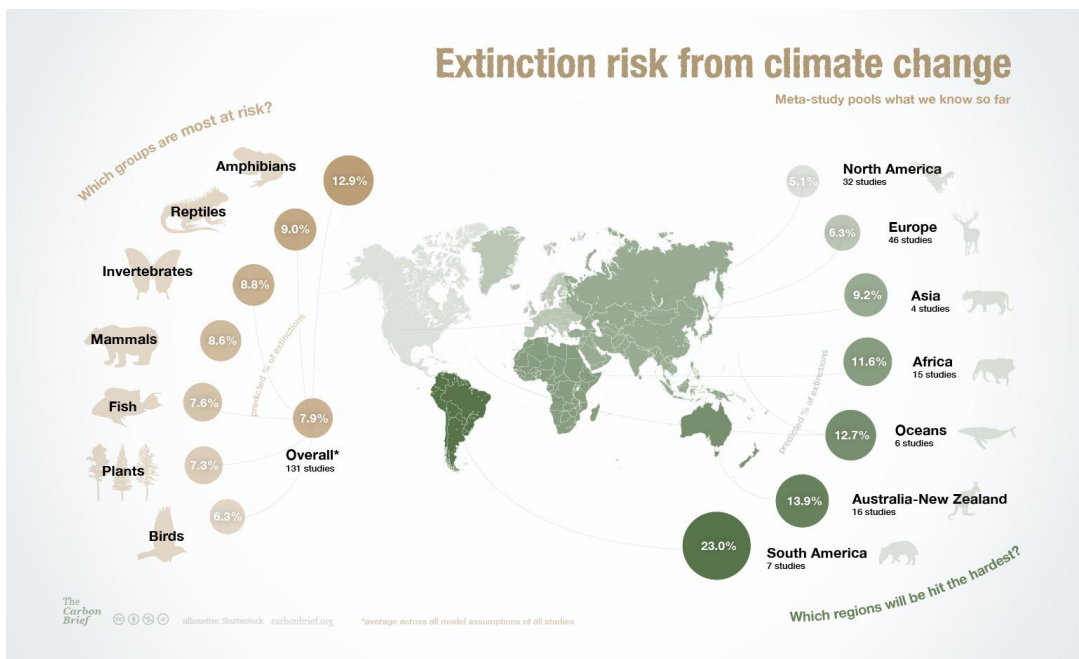 Extinction risk from climate change
Meta-study pools what we know so far
Which groups are most at risk?
Amphibians
12.9%
Reptiles
9.0%
Invertebrates
8.8%
Mammals
8.6%
Fish
7.6%
Plants
7.3%
Birds
6.3%
predicted % of extinctions
7.9%
Overall*
131 studies
5.1%
North America
32 studies
6.3%
Europe
46 studies
9.2%
Asia
4 studies
11.6%
Africa
15 studies
predicted % of extinctions
12.7%
Oceans
6 studies
13.9%
Australia-New Zealand
16 studies
23.0%
South America
7 studies
Which regions will be hit the hardest?
The
Carbon
Brief
silhouettes: Shutterstock carbonbrief.org
*average across all model assumptions of all studies